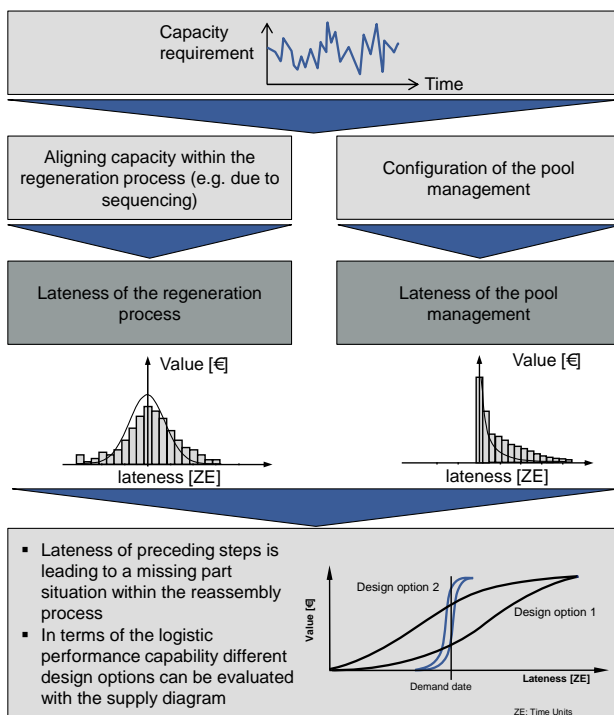 Capacity
requirement
Time
Aligning capacity within the
regeneration process (e.g. due to
sequencing)
Configuration of the pool
management
Lateness of the regeneration
process
Lateness of the pool
management
Value [€]
lateness [ZE]
Value [€]
lateness [ZE]
▪ Lateness of preceding steps is
leading to a missing part
situation within the reassembly
process
▪ In terms of the logistic
performance capability different
design options can be evaluated
with the supply diagram
Value [€]
Design option 2
Design option 1
Lateness [ZE]
Demand date
ZE: Time Units